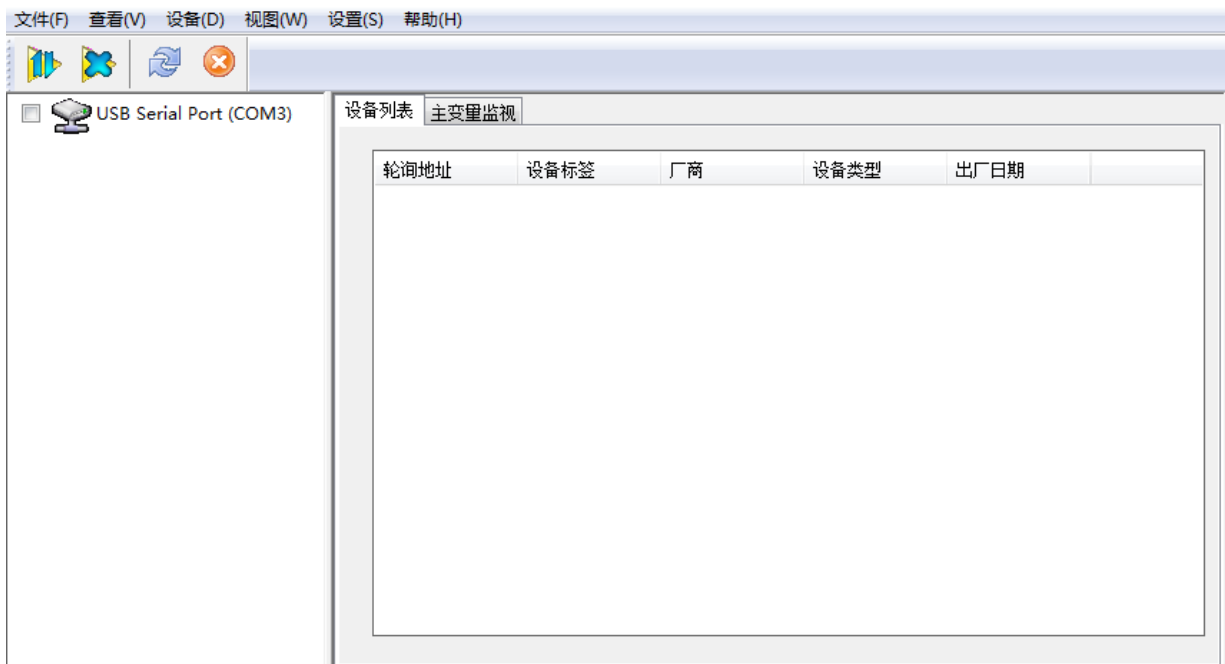 文件(F) 查看(V) 设备(D) 视图(W) 设置(S) 帮助(H)
USB Serial Port (COM3)
设备列表 主变量监视
轮询地址 设备标签 厂商 设备类型 出厂日期